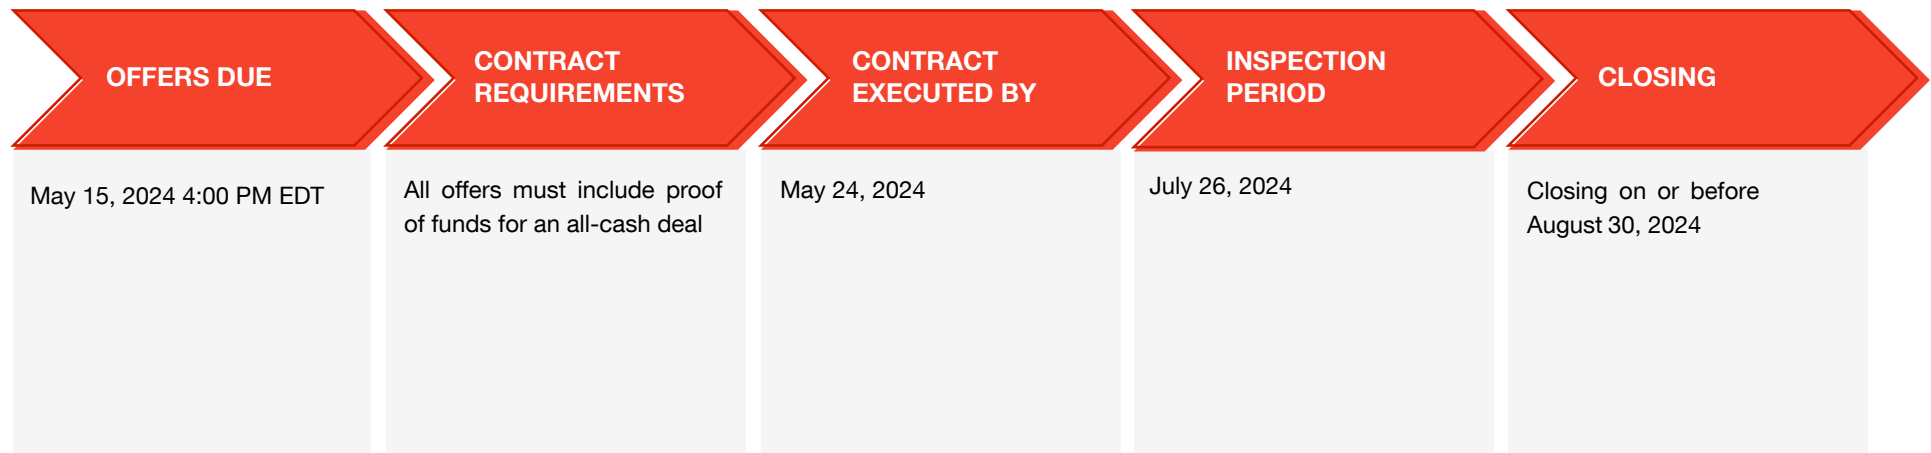 OFFERS DUE
May 15, 2024 4:00 PM EDT
CONTRACT
REQUIREMENTS
All offers must include proof
of funds for an all-cash deal
CONTRACT
EXECUTED BY
May 24, 2024
INSPECTION
PERIOD
July 26, 2024
CLOSING
Closing on or before
August 30, 2024